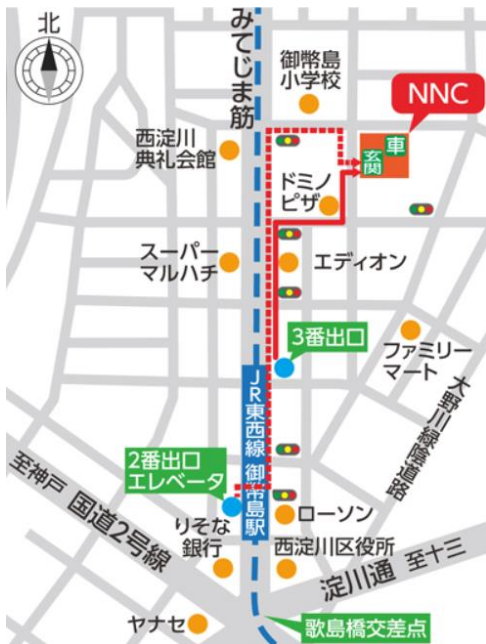 北
みてじま筋
御幣島
小学校
NNC
車
玄関
西淀川
典礼会館
ドミノ
ピザ
スーパー
マルハチ
エディオン
3番出口
ファミリー
マート
大野川緑陰道路
JR東西線 御幣島駅
2番出口
エレベータ
至神戸 国道2号線
りそな
銀行
ローソン
西淀川区役所
淀川通 至十三
ヤナセ
歌島橋交差点